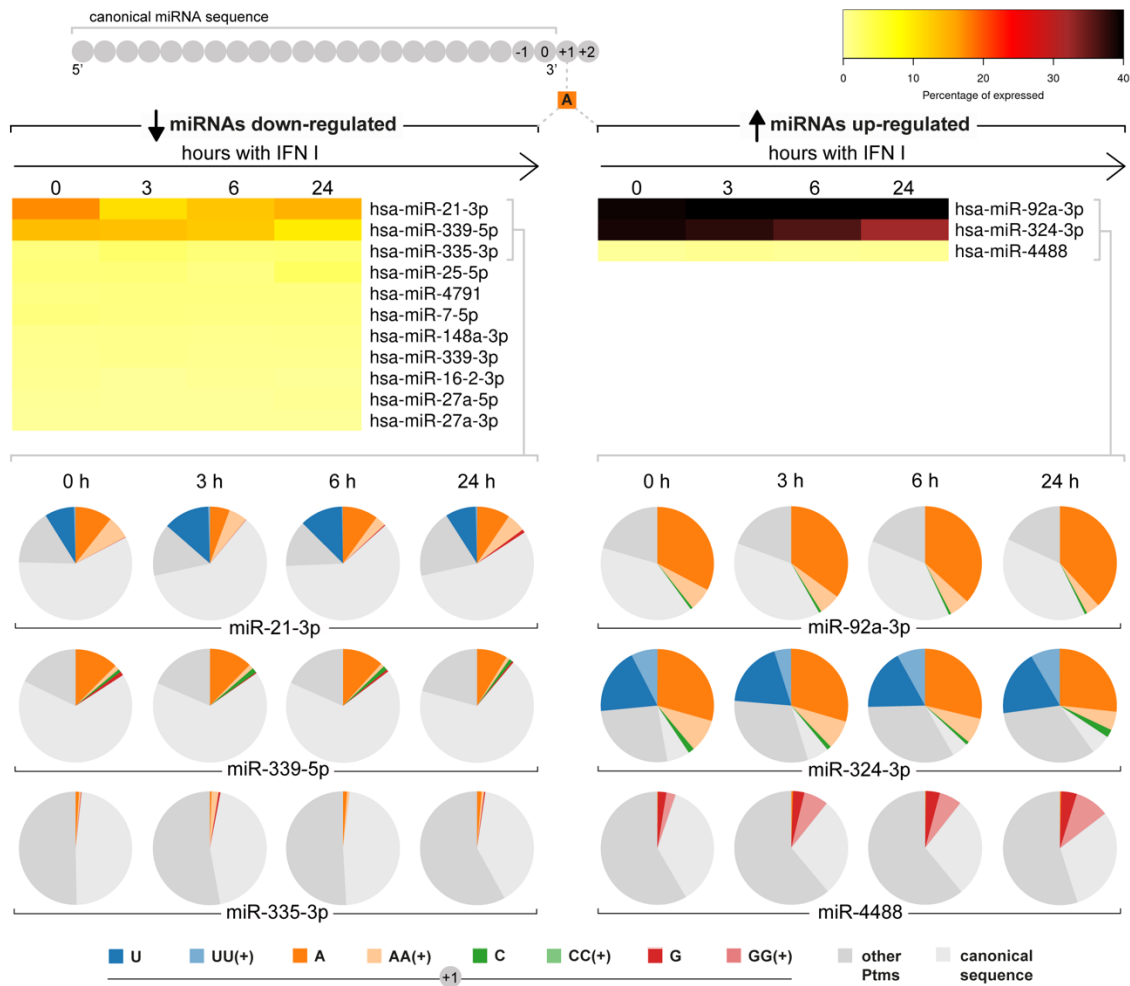 canonical miRNA sequence
-1 0 +1 +2
5’ 3’
A
0 10 20 30 40
Percentage of expressed
miRNAs down-regulated
hours with IFN I
0 3 6 24
hsa-miR-21-3p
hsa-miR-339-5p
hsa-miR-335-3p
hsa-miR-25-5p
hsa-miR-4791
hsa-miR-7-5p
hsa-miR-148a-3p
hsa-miR-339-3p
hsa-miR-16-2-3p
hsa-miR-27a-5p
hsa-miR-27a-3p
miRNAs up-regulated
hours with IFN I
0 3 6 24
hsa-miR-92a-3p
hsa-miR-324-3p
hsa-miR-4488
0 h 3 h 6 h 24 h
miR-21-3p
miR-339-5p
miR-335-3p
0 h 3 h 6 h 24 h
miR-92a-3p
miR-324-3p
miR-4488
U UU(+) A AA(+) C CC(+) G GG(+)
+1
other
Ptms
canonical
sequence